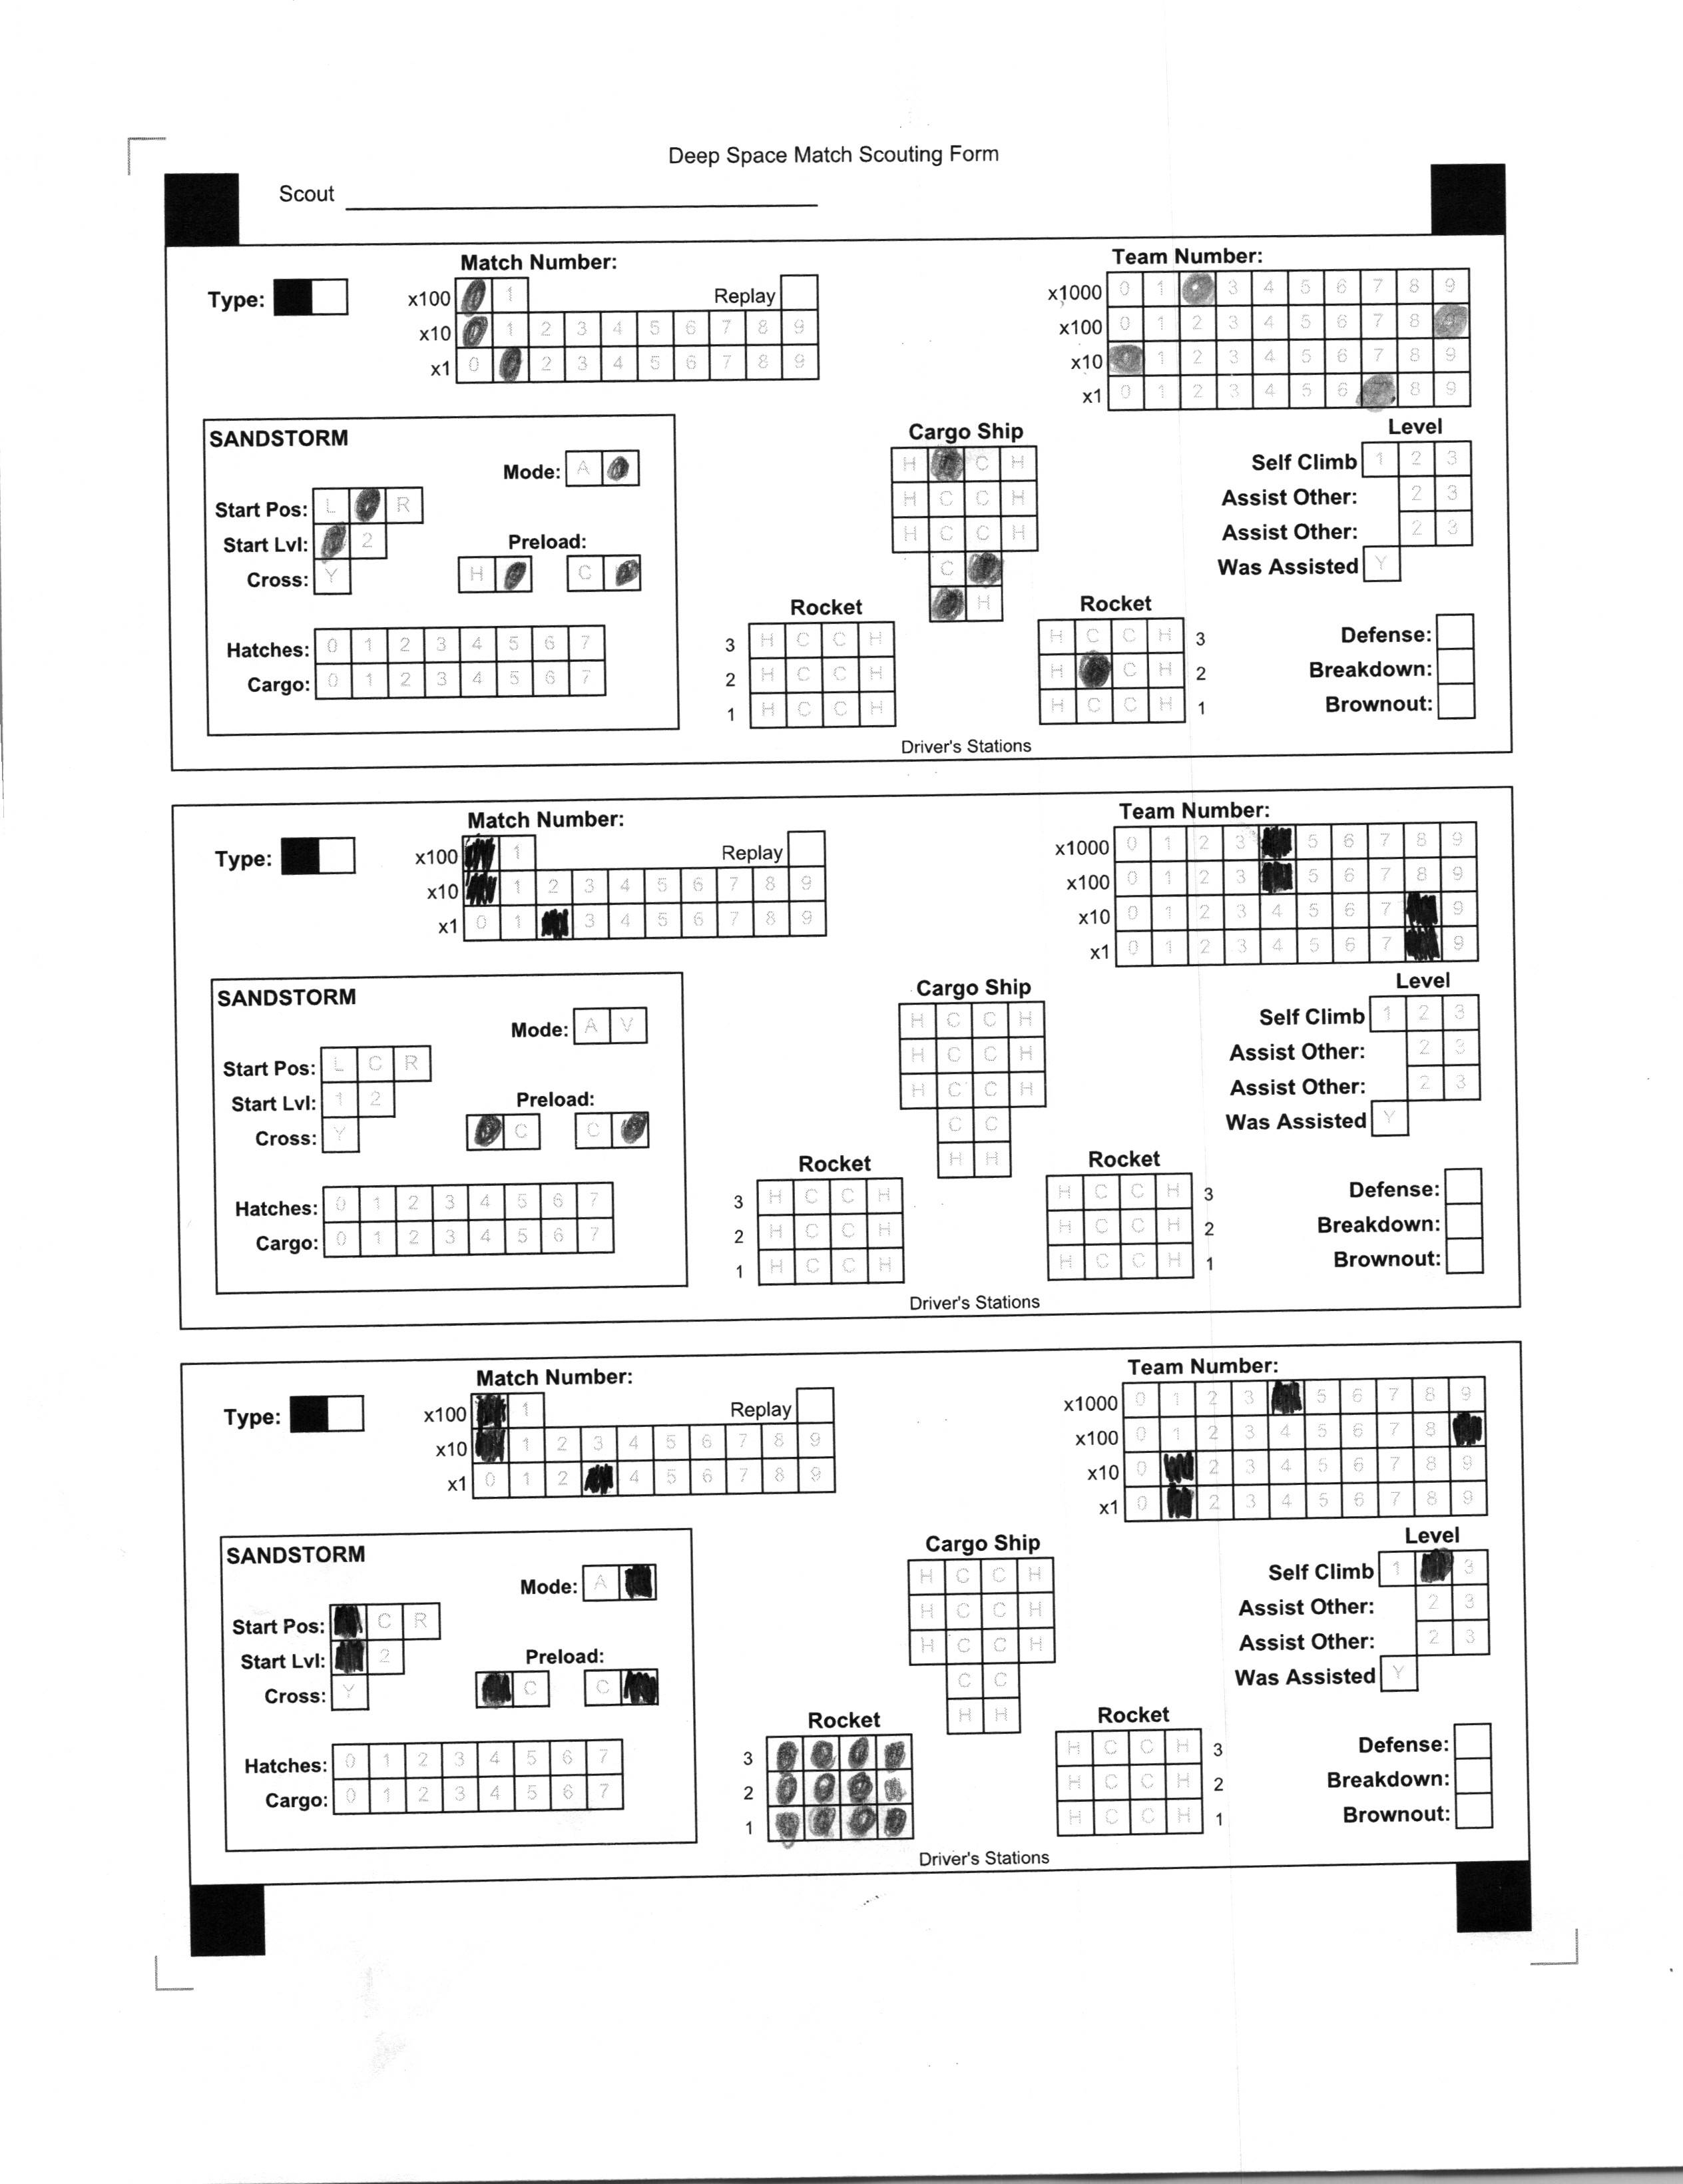 Deep Space Match Scouting Form
Scout
Match Number:
Team Number:
Type:
x100 1 Replay
x10 1 2 3 4 5 6 7 8 9
x1 0 2 3 4 5 6 7 8 9
x1000 0 1 3 4 5 6 7 8 9
x100 0 1 2 3 4 5 6 7 8
x10 1 2 3 4 5 6 7 8 9
x1 0 1 2 3 4 5 6 8 9
SANDSTORM
Mode: A
Start Pos: L R
Start Lvl: 2
Cross: Y
Preload:
H C
Hatches: 0 1 2 3 4 5 6 7
Cargo: 0 1 2 3 4 5 6 7
Cargo Ship
H C H
H C C H
H C C H
C
H
Rocket
3 H C C H
2 H C C H
1 H C C H
Rocket
H C C H 3
H C H 2
H C C H 1
Driver's Stations
Level
Self Climb 1 2 3
Assist Other: 2 3
Assist Other: 2 3
Was Assisted Y
Defense:
Breakdown:
Brownout:
Match Number:
Team Number:
Type:
x100 1 Replay
x10 1 2 3 4 5 6 7 8 9
x1 0 1 3 4 5 6 7 8 9
x1000 0 1 2 3 5 6 7 8 9
x100 0 1 2 3 5 6 7 8 9
x10 0 1 2 3 4 5 6 7 9
x1 0 1 2 3 4 5 6 7 9
SANDSTORM
Mode: A V
Start Pos: L C R
Start Lvl: 1 2
Cross: Y
Preload:
C C
Hatches: 0 1 2 3 4 5 6 7
Cargo: 0 1 2 3 4 5 6 7
Cargo Ship
H C C H
H C C H
H C C H
C C
H H
Rocket
3 H C C H
2 H C C H
1 H C C H
Rocket
H C C H 3
H C C H 2
H C C H 1
Driver's Stations
Level
Self Climb 1 2 3
Assist Other: 2 3
Assist Other: 2 3
Was Assisted Y
Defense:
Breakdown:
Brownout:
Match Number:
Team Number:
Type:
x100 1 Replay
x10 1 2 3 4 5 6 7 8 9
x1 0 1 2 4 5 6 7 8 9
x1000 0 1 2 3 5 6 7 8 9
x100 0 1 2 3 4 5 6 7 8
x10 0 2 3 4 5 6 7 8 9
x1 0 2 3 4 5 6 7 8 9
SANDSTORM
Mode: A
Start Pos: C R
Start Lvl: 2
Cross: Y
Preload:
C C
Hatches: 0 1 2 3 4 5 6 7
Cargo: 0 1 2 3 4 5 6 7
Cargo Ship
H C C H
H C C H
H C C H
C C
H H
Rocket
3
2
1
Rocket
H C C H 3
H C C H 2
H C C H 1
Driver's Stations
Level
Self Climb 1 3
Assist Other: 2 3
Assist Other: 2 3
Was Assisted Y
Defense:
Breakdown:
Brownout: